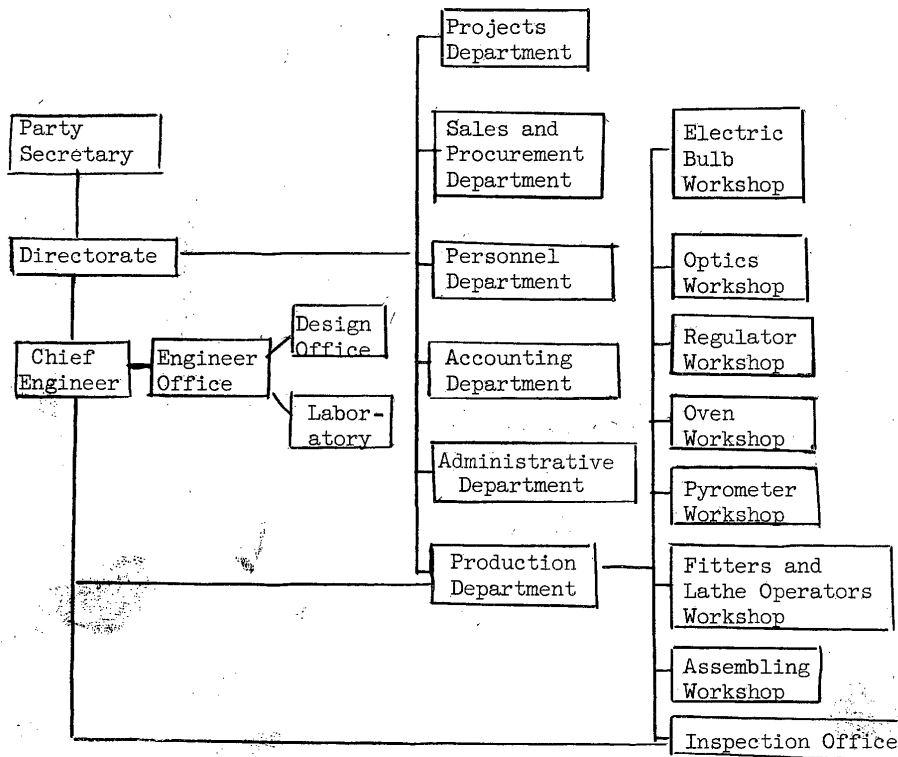 Projects
Department
Party
Secretary
Sales and
Procurement
Department
Electric
Bulb
Workshop
Directorate
Personnel
Department
Optics
Workshop
Chief
Engineer
Engineer
Office
Design
Office
Labor-
atory
Accounting
Department
Regulator
Workshop
Oven
Workshop
Administrative
Department
Pyrometer
Workshop
Production
Department
Fitters and
Lathe Operators
Workshop
Assembling
Workshop
Inspection Office